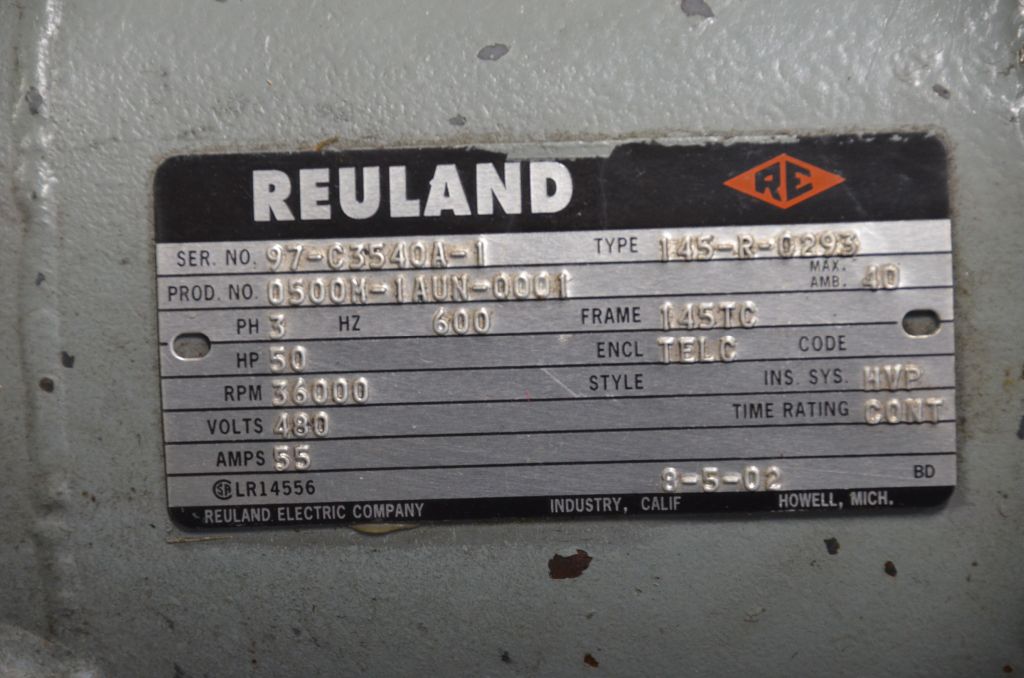 REULAND RE
SER. NO. 97-C3540A-1 TYPE 145-R-0293
PROD. NO. 0500M-1AUN-0001 MAX. AMB. 40
PH 3 HZ 600 FRAME 145TC
HP 50 ENCL TELC CODE
RPM 36000 STYLE INS. SYS. HVP
VOLTS 480 TIME RATING CONT
AMPS 55
SA LR14556 8-5-02 BD
REULAND ELECTRIC COMPANY INDUSTRY, CALIF HOWELL, MICH.